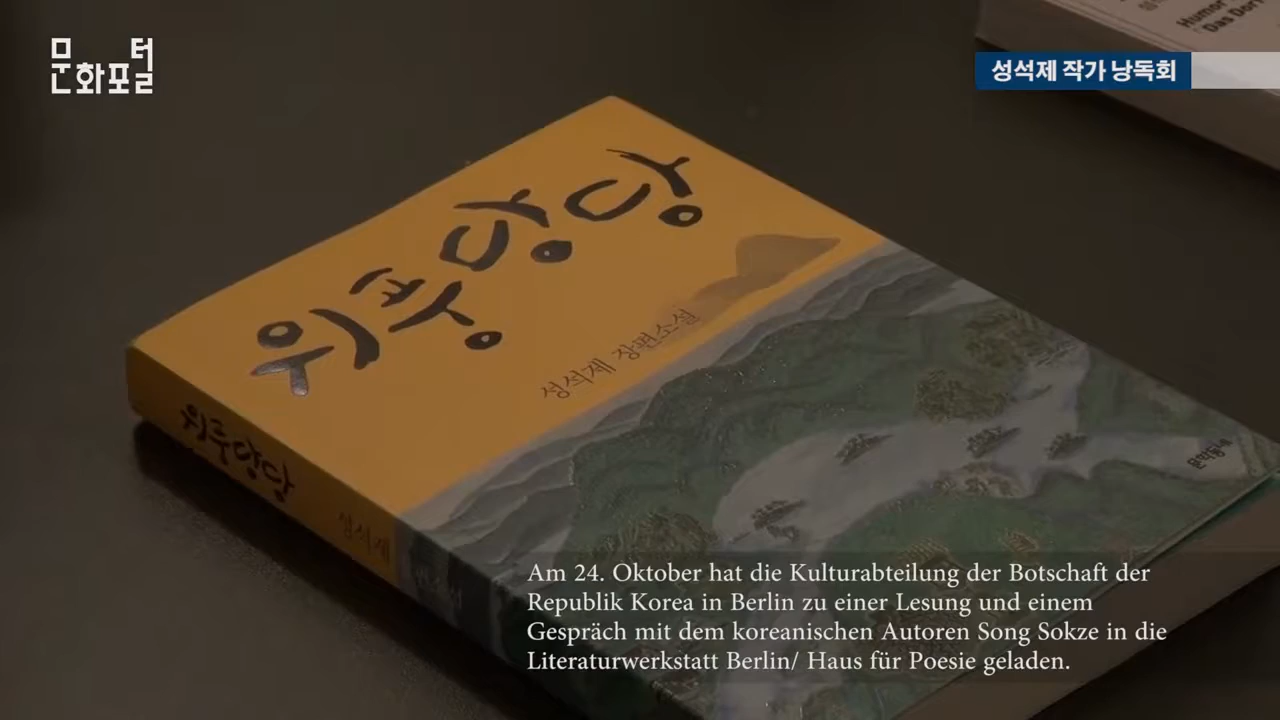 문화포털
성석제 작가 낭독회
Humor
Das Dorf
위풍당당
성석제 장편소설
문학동네
위풍당당
성석제
Am 24. Oktober hat die Kulturabteilung der Botschaft der
Republik Korea in Berlin zu einer Lesung und einem
Gespräch mit dem koreanischen Autoren Song Sokze in die
Literaturwerkstatt Berlin/ Haus für Poesie geladen.